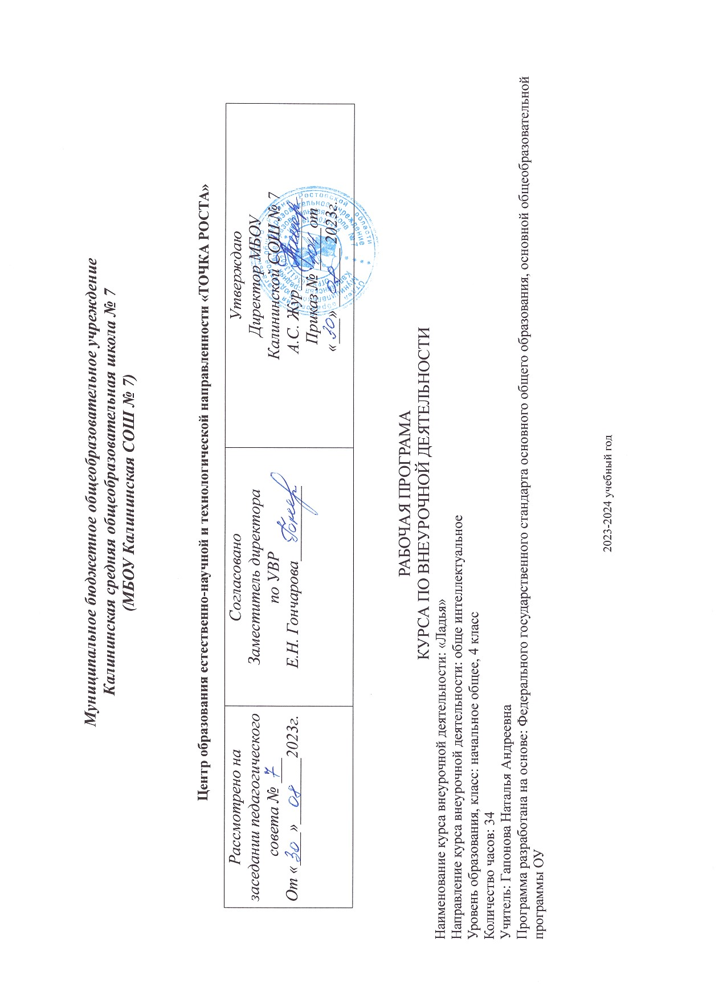 Муниципальное бюджетное общеобразовательное учреждение
Калининская средняя общеобразовательная школа № 7
(МБОУ Калининская СОШ № 7)
Центр образования естественно-научной и технологической направленности «ТОЧКА РОСТА»
Рассмотрено на
заседании педагогического
совета № 7
От « 30 » 08 2023г.
Согласовано
Заместитель директора
по УВР
Е.Н. Гончарова
Утверждаю
Директор МБОУ
Калининской СОШ № 7
А.С. Жур
Приказ № от
« 30 » 08 2023г.
РАБОЧАЯ ПРОГРАМА
КУРСА ПО ВНЕУРОЧНОЙ ДЕЯТЕЛЬНОСТИ
Наименование курса внеурочной деятельности: «Ладья»
Направление курса внеурочной деятельности: обще интеллектуальное
Уровень образования, класс: начальное общее, 4 класс
Количество часов: 34
Учитель: Гапонова Наталья Андреевна
Программа разработана на основе: Федерального государственного стандарта основного общего образования, основной общеобразовательной
программы ОУ
2023-2024 учебный год